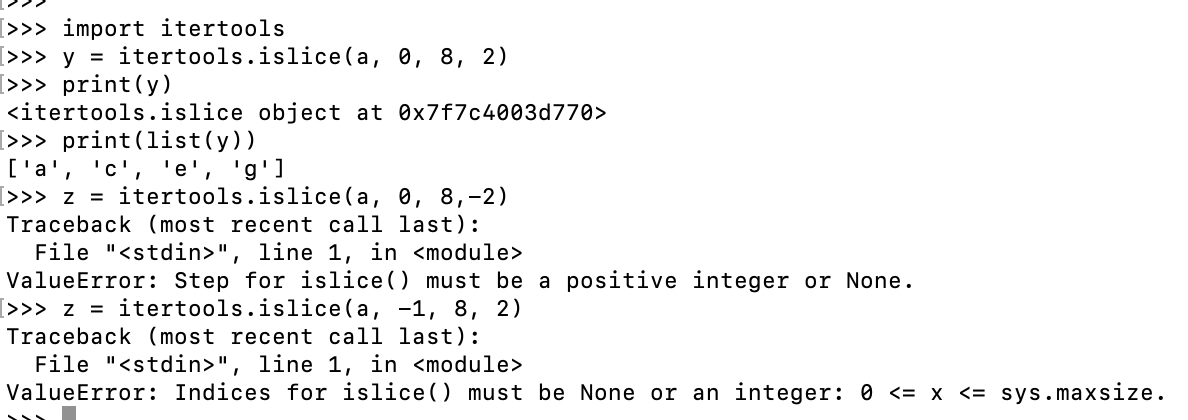 >>>
>>> import itertools
>>> y = itertools.islice(a, 0, 8, 2)
>>> print(y)
<itertools.islice object at 0x7f7c4003d770>
>>> print(list(y))
['a', 'c', 'e', 'g']
>>> z = itertools.islice(a, 0, 8,-2)
Traceback (most recent call last):
  File "<stdin>", line 1, in <module>
ValueError: Step for islice() must be a positive integer or None.
>>> z = itertools.islice(a, -1, 8, 2)
Traceback (most recent call last):
  File "<stdin>", line 1, in <module>
ValueError: Indices for islice() must be None or an integer: 0 <= x <= sys.maxsize.
>>>